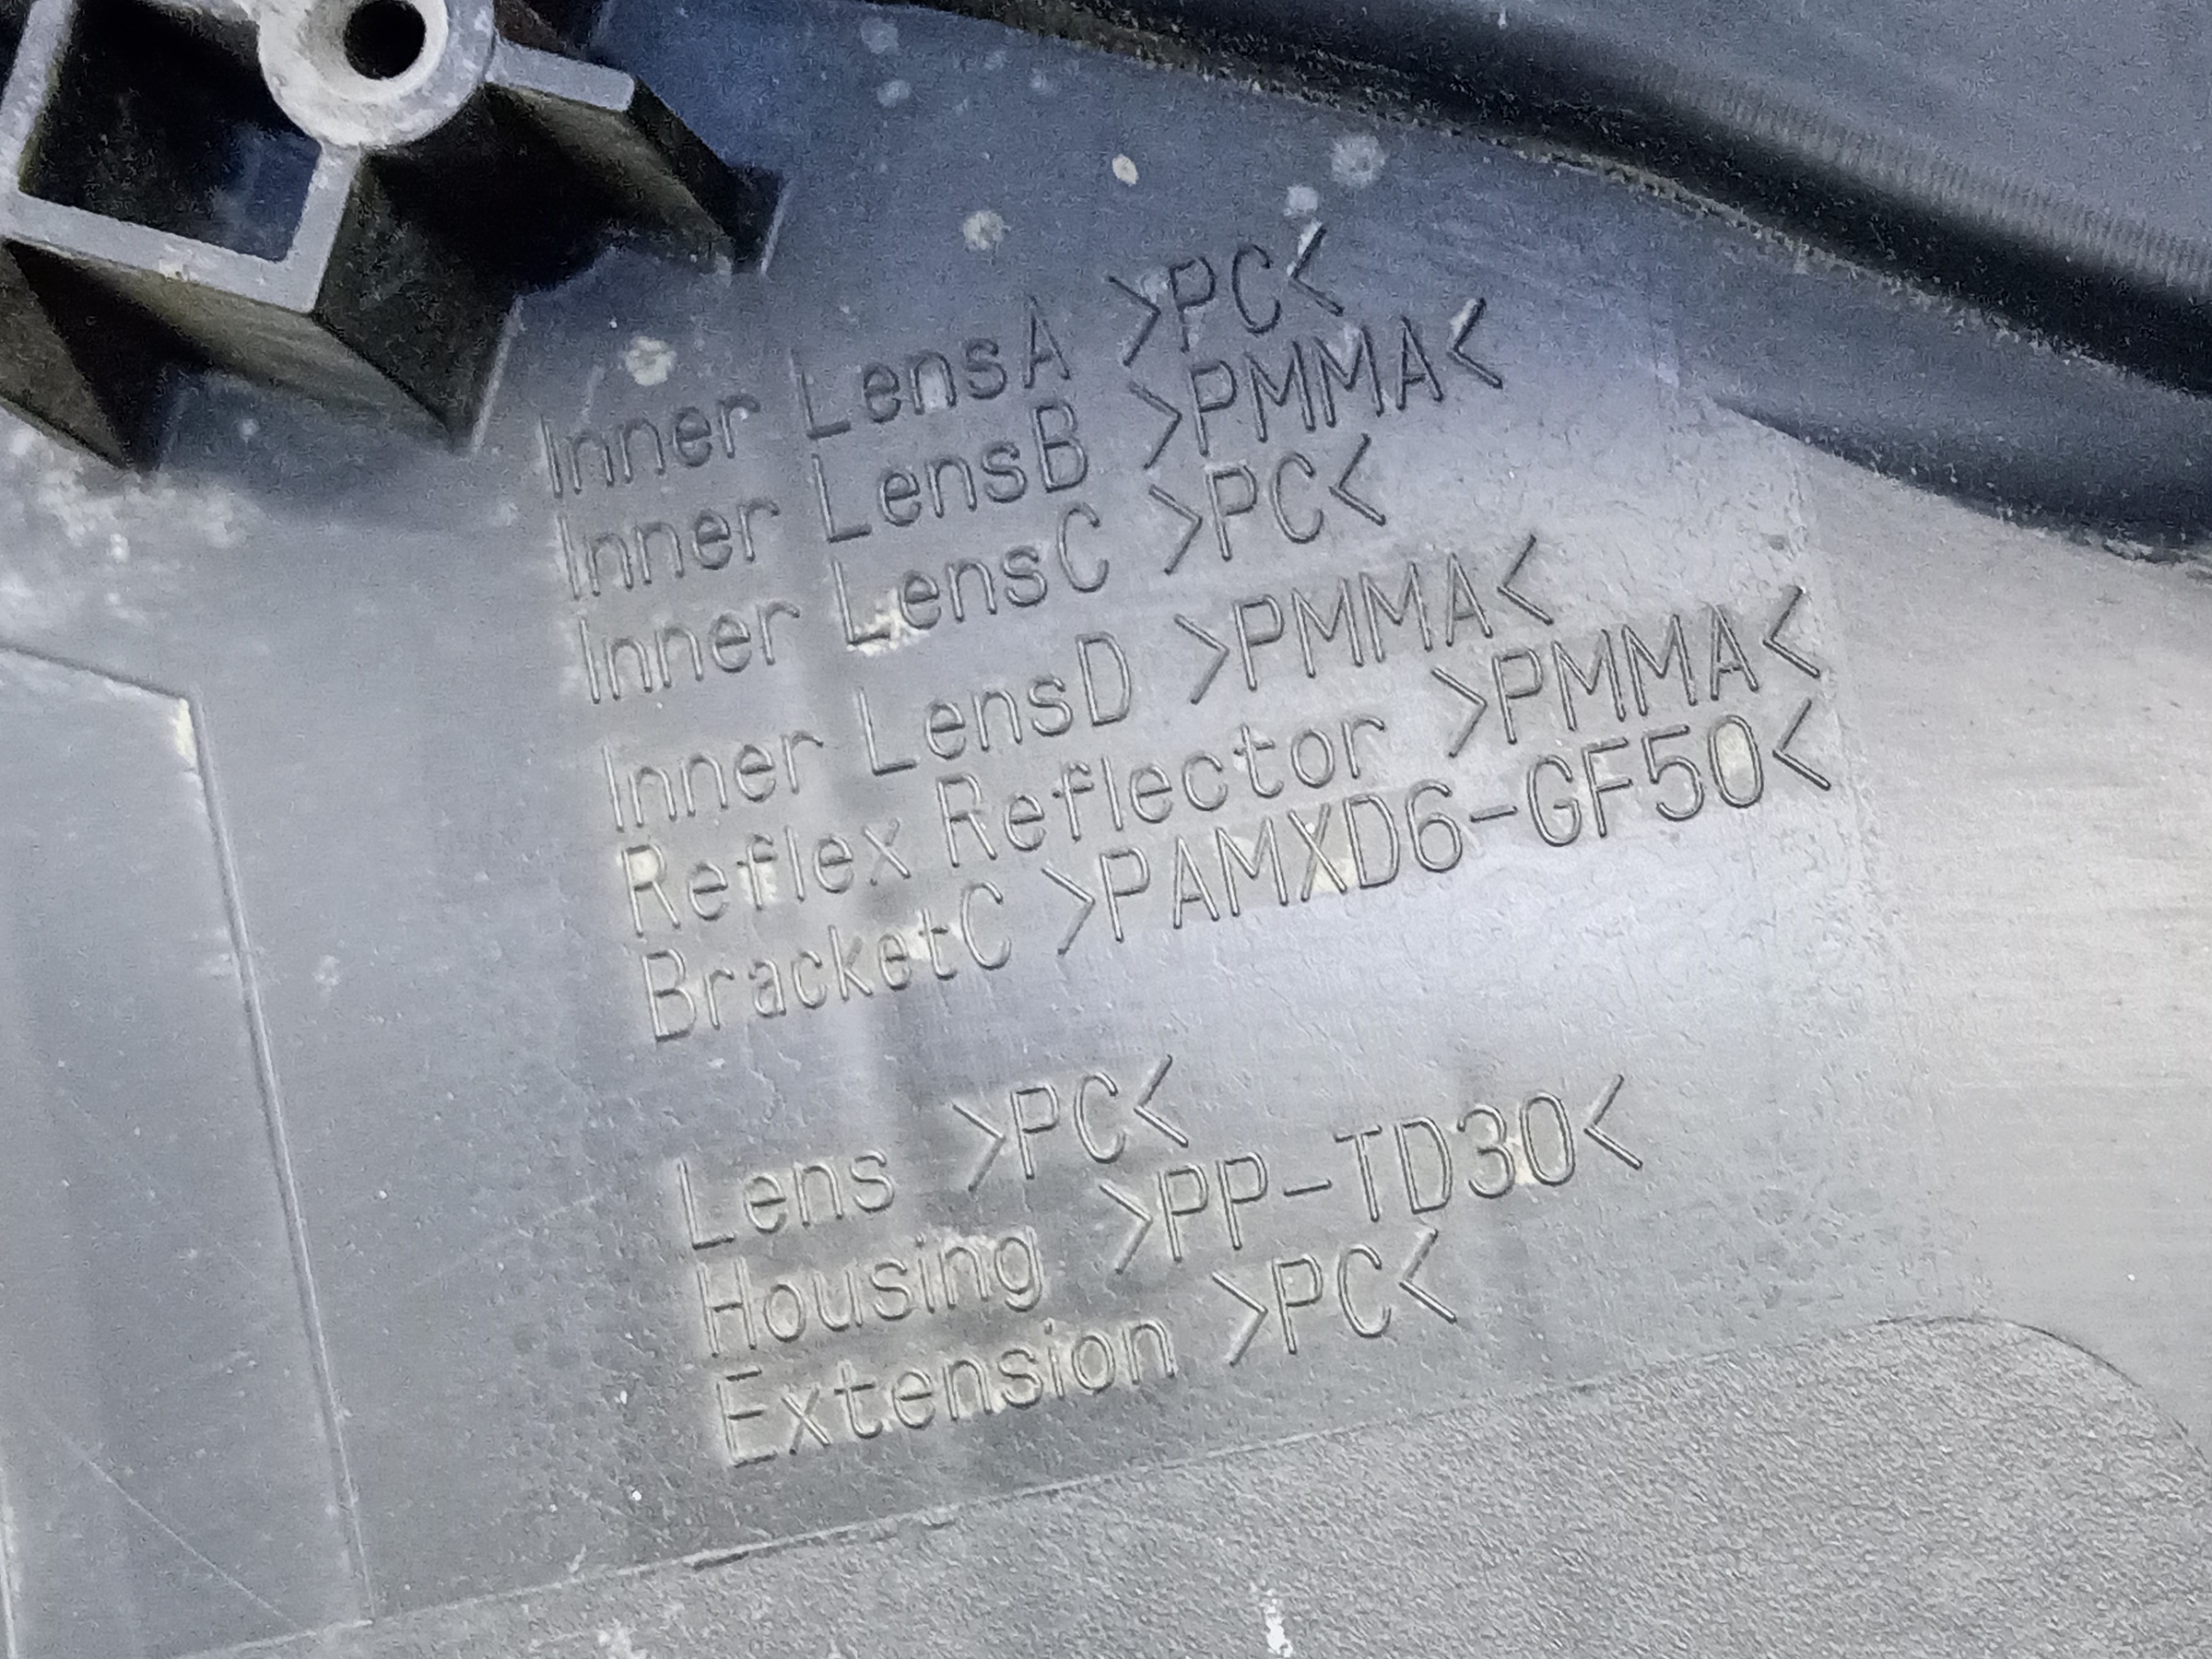 Inner LensA >PC<
Inner LensB >PMMA<
Inner LensC >PC<
Inner LensD >PMMA<
Reflex Reflector >PMMA<
BracketC >PAMXD6-GF50<
Lens >PC<
Housing >PP-TD30<
Extension >PC<